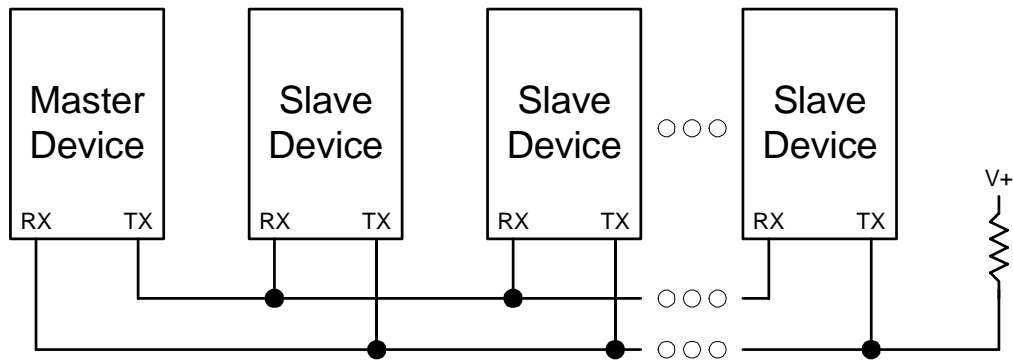 Master
Device
Slave
Device
Slave
Device
Slave
Device
V+
RX TX
RX TX
RX TX
RX TX